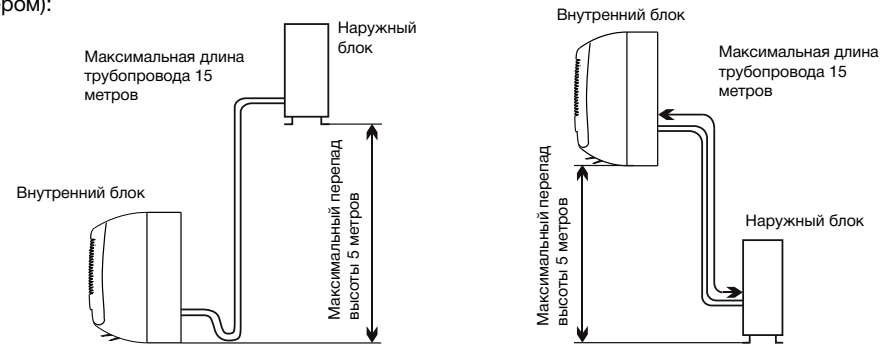 ером):
Наружный
блок
Максимальная длина
трубопровода 15
метров
Внутренний блок
Максимальный перепад
высоты 5 метров
Внутренний блок
Максимальная длина
трубопровода 15
метров
Максимальный перепад
высоты 5 метров
Наружный блок